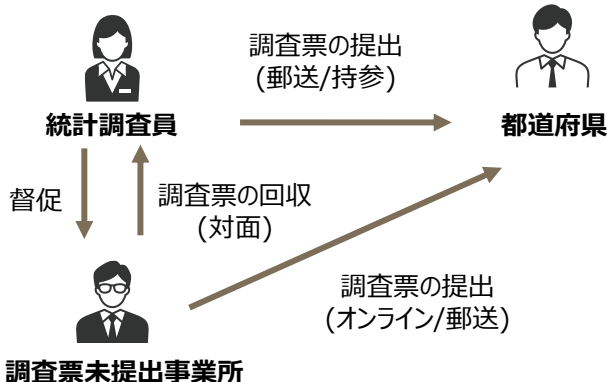 調査票の提出
(郵送/持参)
統計調査員
都道府県
督促
調査票の回収
(対面)
調査票の提出
(オンライン/郵送)
調査票未提出事業所